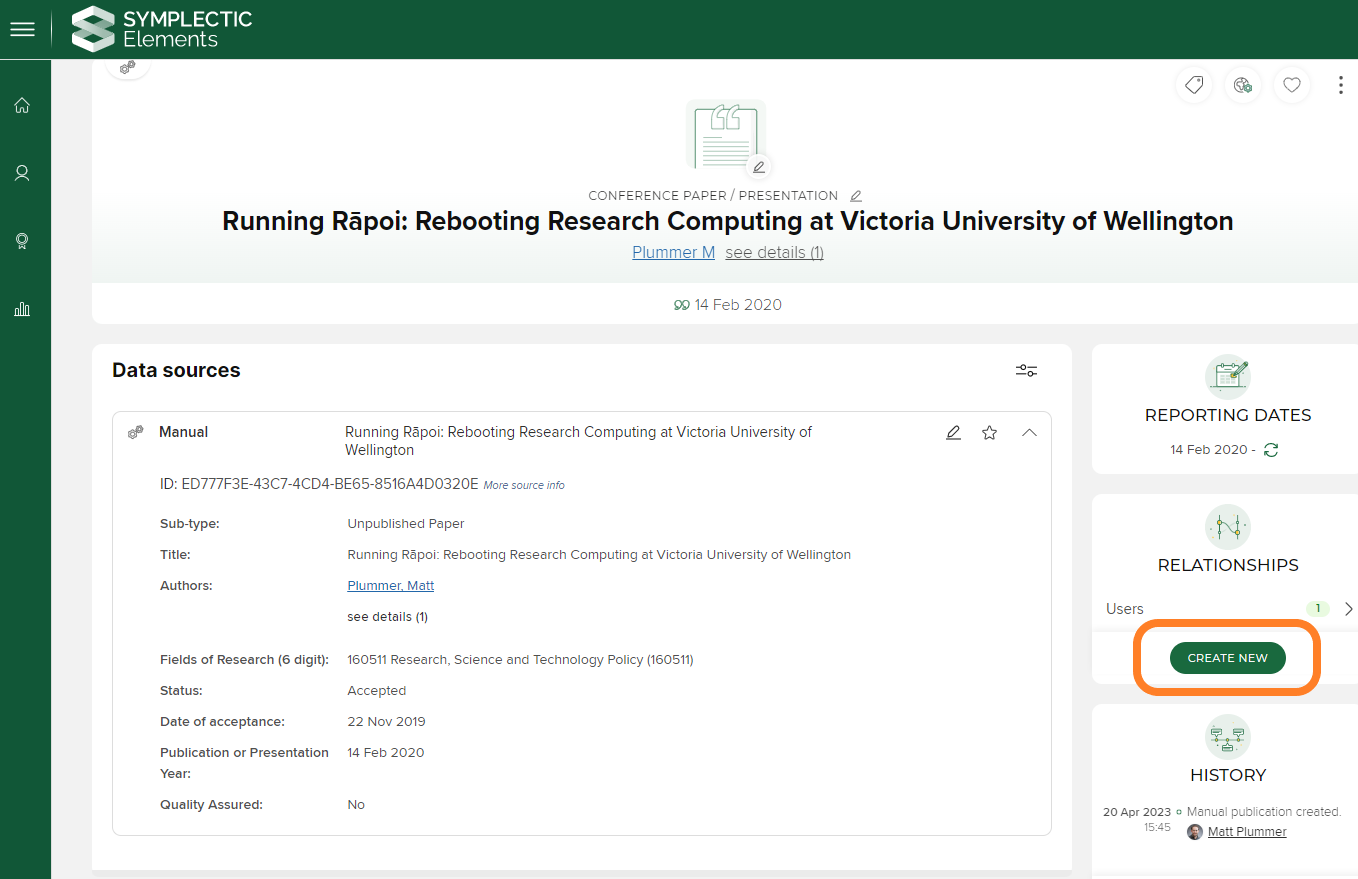 SYMPLECTIC
Elements
CONFERENCE PAPER / PRESENTATION
Running Rāpoi: Rebooting Research Computing at Victoria University of Wellington
Plummer M see details (1)
14 Feb 2020
Data sources
Manual
Running Rāpoi: Rebooting Research Computing at Victoria University of
Wellington
ID: ED777F3E-43C7-4CD4-BE65-8516A4D0320E More source info
Sub-type: Unpublished Paper
Title: Running Rāpoi: Rebooting Research Computing at Victoria University of Wellington
Authors: Plummer, Matt
see details (1)
Fields of Research (6 digit): 160511 Research, Science and Technology Policy (160511)
Status: Accepted
Date of acceptance: 22 Nov 2019
Publication or Presentation 14 Feb 2020
Year:
Quality Assured: No
REPORTING DATES
14 Feb 2020 -
RELATIONSHIPS
Users 1
CREATE NEW
HISTORY
20 Apr 2023 Manual publication created.
15:45 Matt Plummer